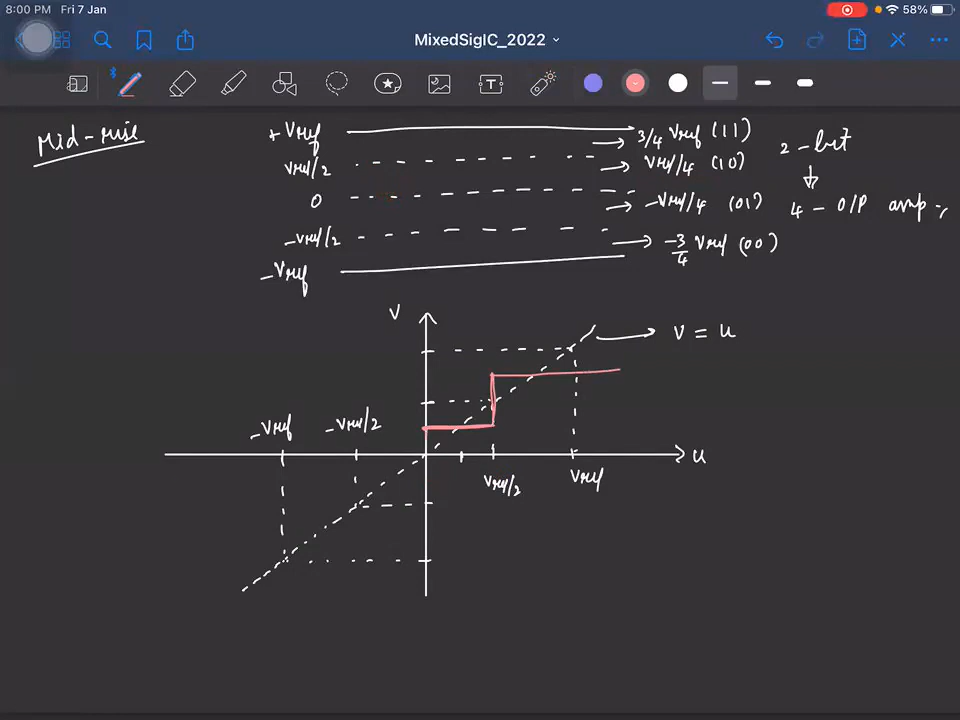 8:00 PM Fri 7 Jan
58%
MixedSigIC_2022
Mid-rise
+Vref
3/4 Vref (11)
2-bit
Vref/2
Vref/4 (10)
0
-Vref/4 (01)
4 - O/P amp
-Vref/2
-3/4 Vref (00)
-Vref
V
V = u
-Vref
-Vref/2
u
Vref/2
Vref